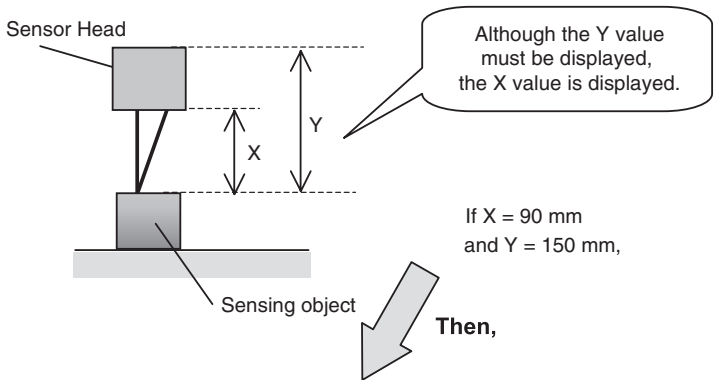 Sensor Head
Although the Y value
must be displayed,
the X value is displayed.
Y
X
If X = 90 mm
and Y = 150 mm,
Sensing object
Then,